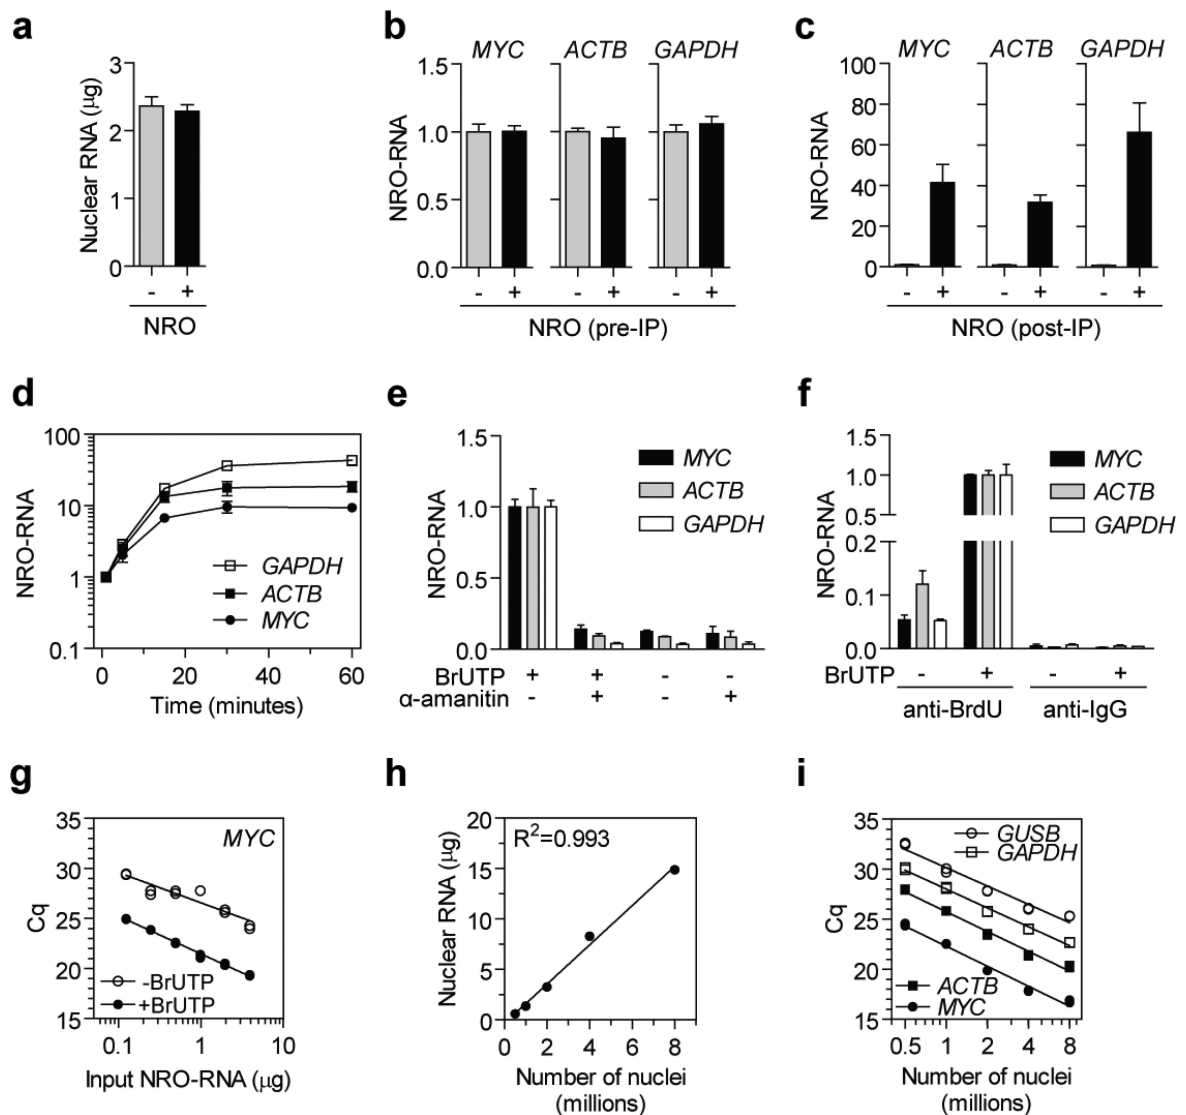 a
Nuclear RNA (μg)
3
2
1
0
- +
NRO
b
MYC ACTB GAPDH
NRO-RNA
1.5
1.0
0.5
0.0
- + - + - +
NRO (pre-IP)
c
MYC ACTB GAPDH
NRO-RNA
100
80
60
40
20
0
- + - + - +
NRO (post-IP)
d
NRO-RNA
100
10
1
0.1
GAPDH
ACTB
MYC
0 20 40 60
Time (minutes)
e
NRO-RNA
1.5
1.0
0.5
0.0
MYC
ACTB
GAPDH
BrUTP + + - -
α-amanitin - + - +
f
NRO-RNA
1.5
1.0
0.5
0.2
0.1
0.0
MYC
ACTB
GAPDH
BrUTP - + - +
anti-BrdU anti-IgG
g
Cq
35
30
25
20
15
MYC
-BrUTP
+BrUTP
0.1 1 10
Input NRO-RNA (μg)
h
Nuclear RNA (μg)
20
15
10
5
0
R²=0.993
0 2 4 6 8
Number of nuclei
(millions)
i
Cq
35
30
25
20
15
GUSB
GAPDH
ACTB
MYC
0.5 1 2 4 8
Number of nuclei
(millions)